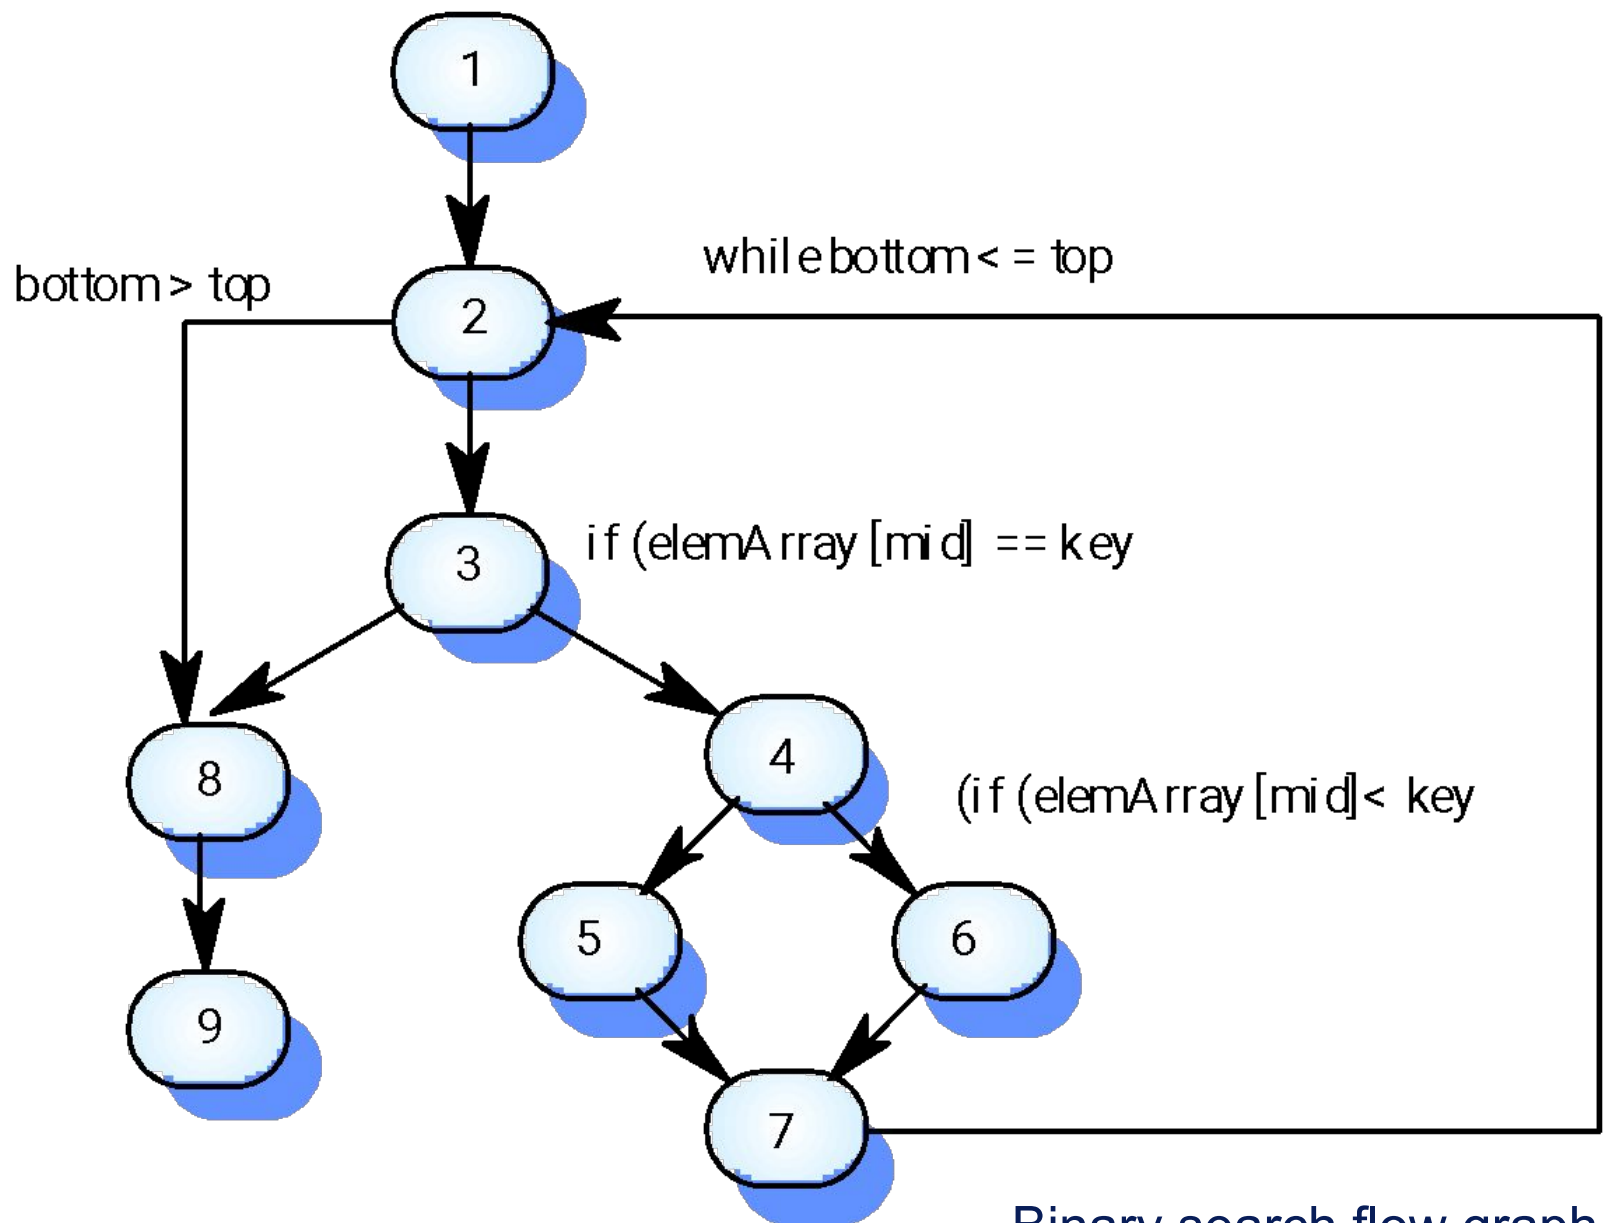 1
while bottom < = top
bottom > top
2
if (elemArray [mid] == key
3
4
8
(if (elemArray [mid]< key
5
6
9
7
Binary search flow graph